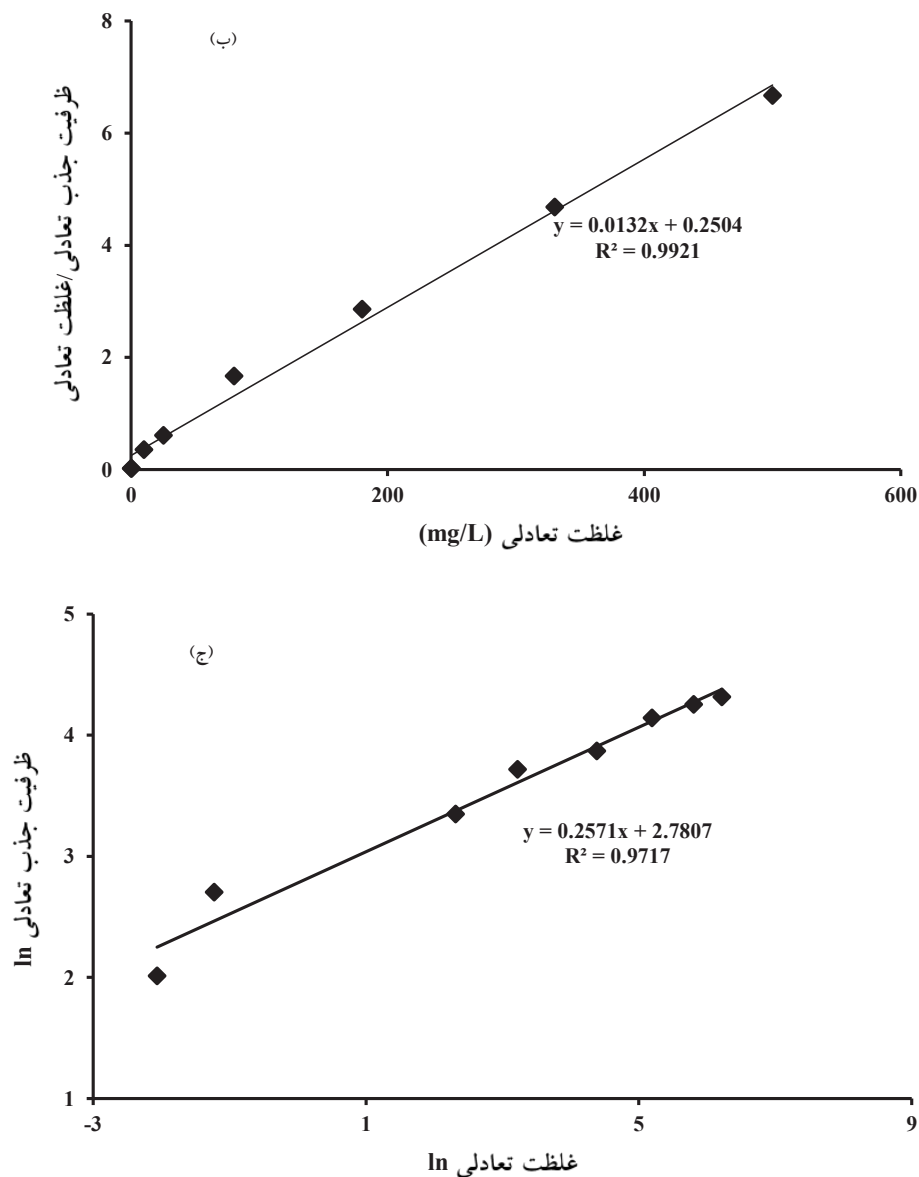 (ب)
8
6
4
2
0
ظرفیت جذب تعادلی/غلظت تعادلی
y = 0.0132x + 0.2504
R² = 0.9921
0
200
400
600
غلظت تعادلی (mg/L)
(ج)
5
4
3
2
1
ظرفیت جذب تعادلی ln
y = 0.2571x + 2.7807
R² = 0.9717
-3
1
5
9
غلظت تعادلی ln